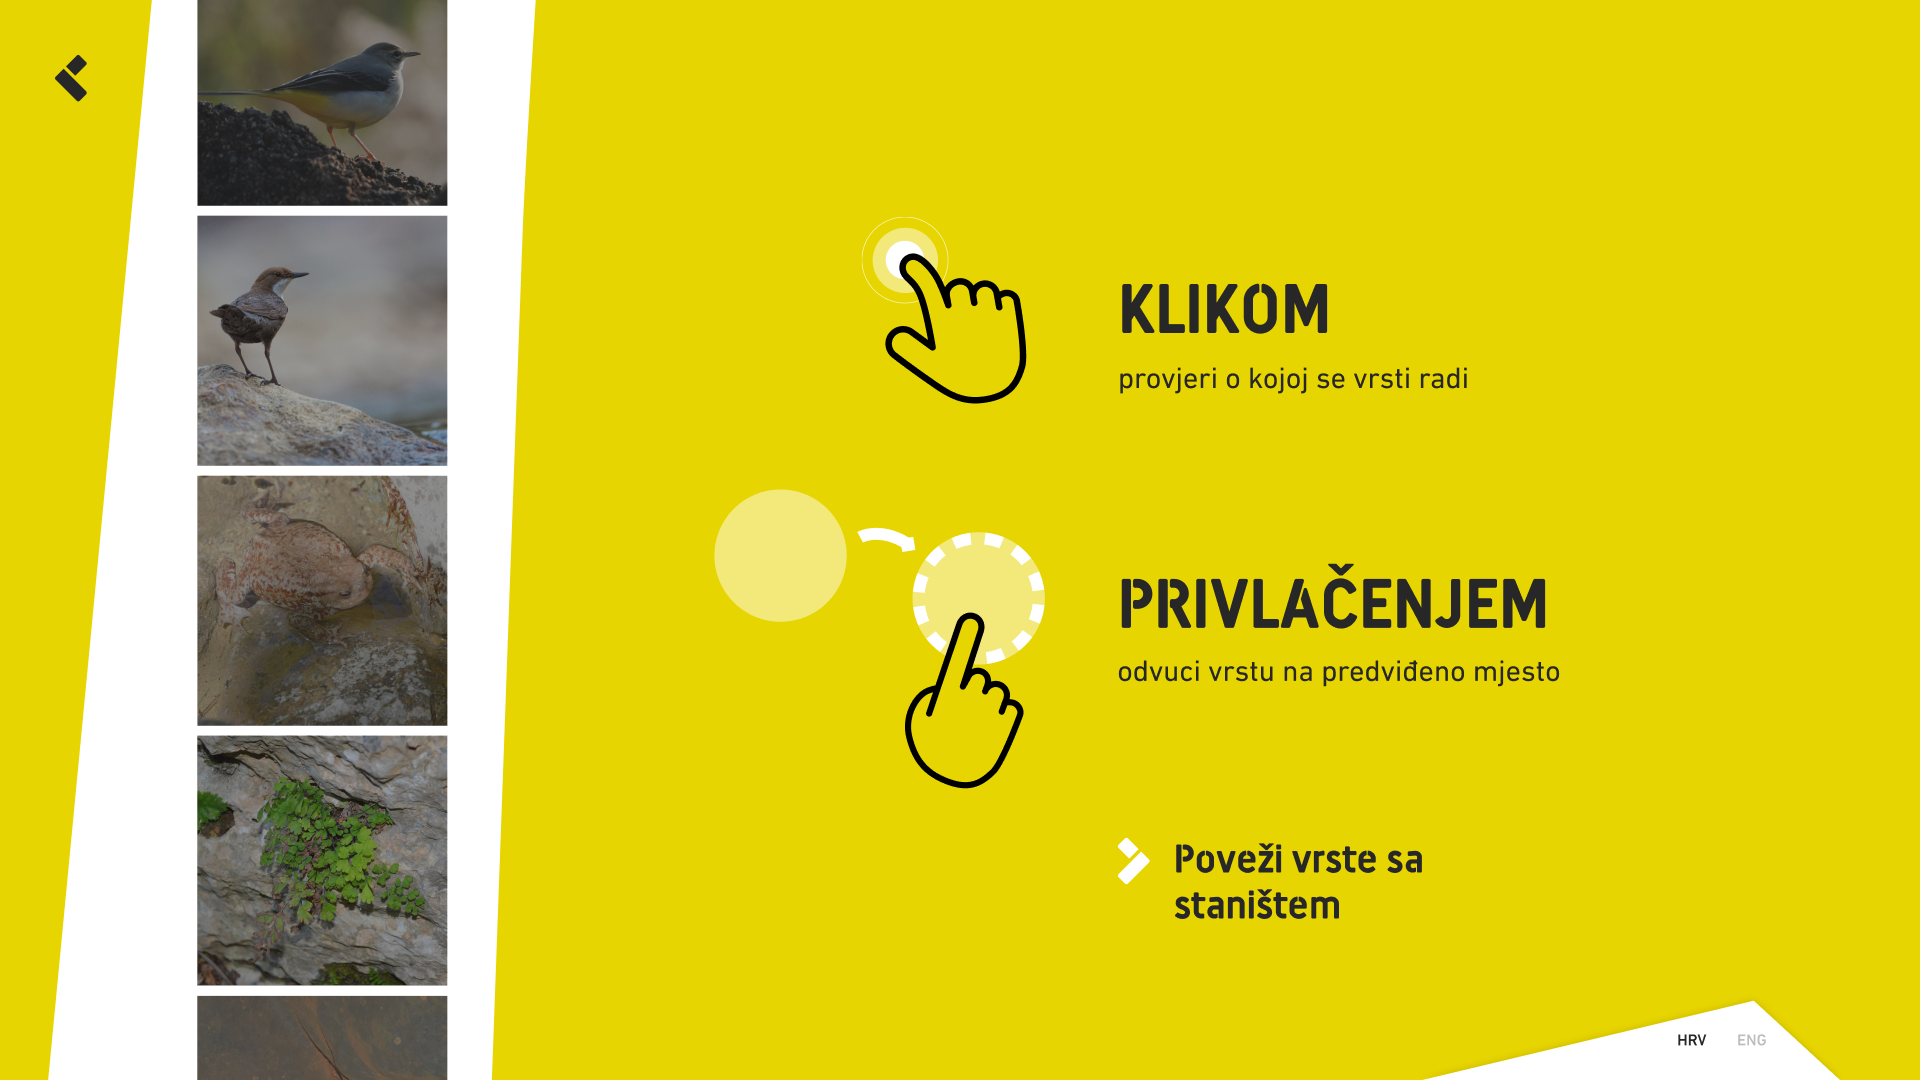 KLIKOM
provjeri o kojoj se vrsti radi
PRIVLAČENJEM
odvuci vrstu na predviđeno mjesto
Poveži vrste sa
staništem
HRV ENG